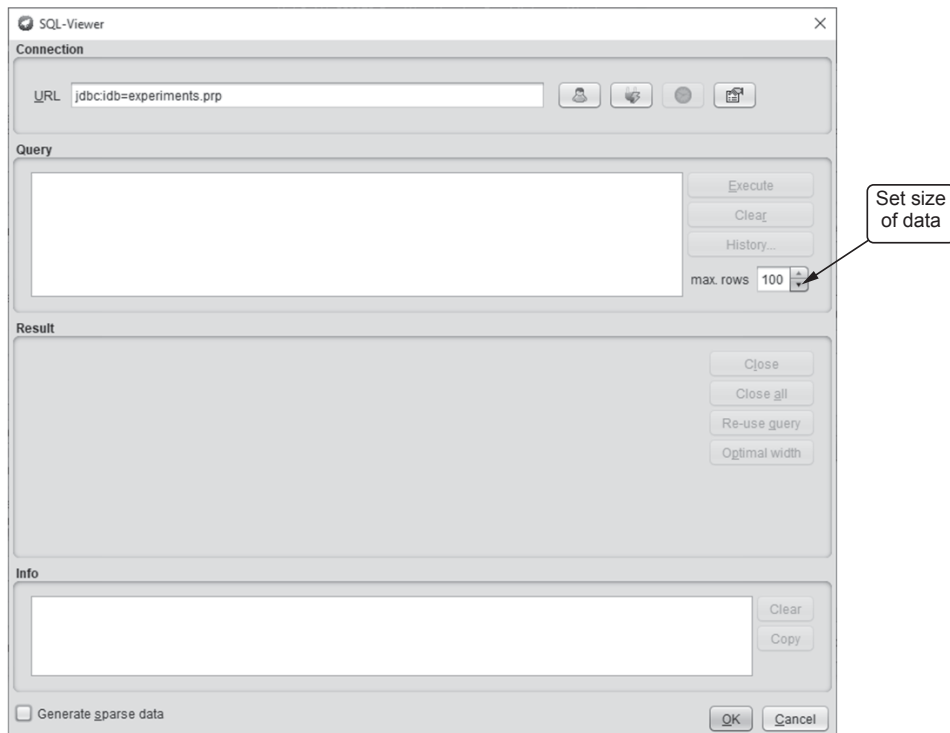 SQL-Viewer
Connection
URL jdbc:idb=experiments.prp
Query
Execute
Clear
History...
max. rows 100
Set size
of data
Result
Close
Close all
Re-use query
Optimal width
Info
Clear
Copy
Generate sparse data
OK Cancel